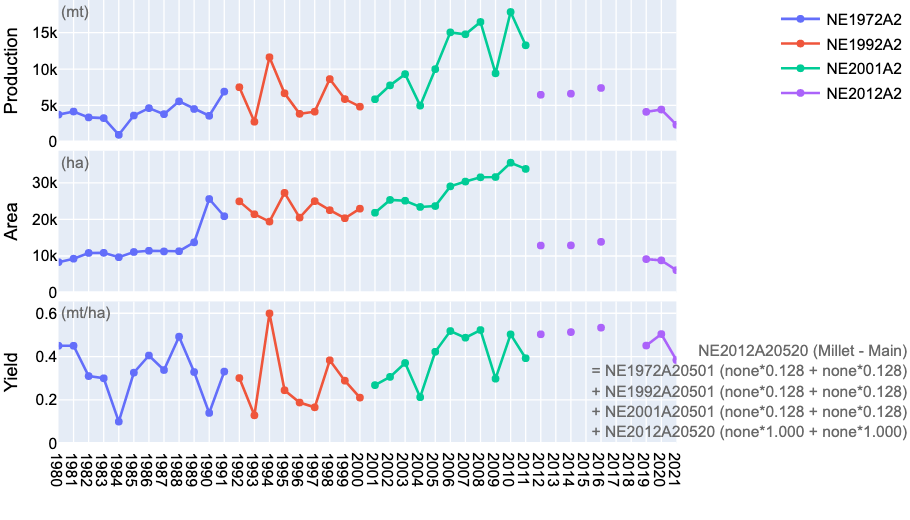 (mt)
Production
15k
10k
5k
0
NE1972A2
NE1992A2
NE2001A2
NE2012A2
(ha)
Area
30k
20k
10k
0
(mt/ha)
Yield
0.6
0.4
0.2
0
NE2012A20520 (Millet - Main)
= NE1972A20501 (none*0.128 + none*0.128)
+ NE1992A20501 (none*0.128 + none*0.128)
+ NE2001A20501 (none*0.128 + none*0.128)
+ NE2012A20520 (none*1.000 + none*1.000)
1980 1981 1982 1983 1984 1985 1986 1987 1988 1989 1990 1991 1992 1993 1994 1995 1996 1997 1998 1999 2000 2001 2002 2003 2004 2005 2006 2007 2008 2009 2010 2011 2012 2013 2014 2015 2016 2017 2018 2019 2020 2021